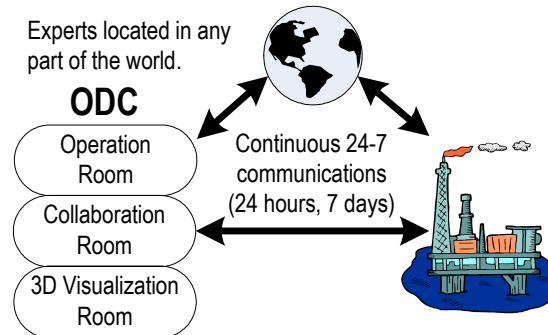 Experts located in any
part of the world.
ODC
Operation
Room
Collaboration
Room
3D Visualization
Room
Continuous 24-7
communications
(24 hours, 7 days)